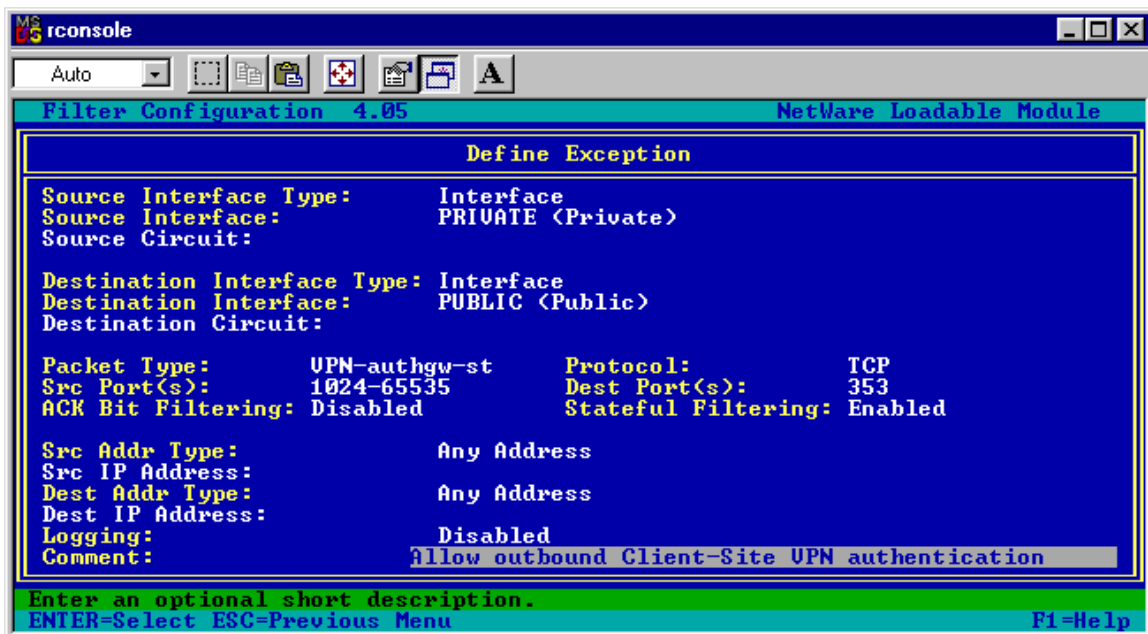 MS DOS rconsole
Auto A
Filter Configuration 4.05 NetWare Loadable Module
Define Exception
Source Interface Type: Interface
Source Interface: PRIVATE (Private)
Source Circuit:
Destination Interface Type: Interface
Destination Interface: PUBLIC (Public)
Destination Circuit:
Packet Type: VPN-authgw-st Protocol: TCP
Src Port(s): 1024-65535 Dest Port(s): 353
ACK Bit Filtering: Disabled Stateful Filtering: Enabled
Src Addr Type: Any Address
Src IP Address:
Dest Addr Type: Any Address
Dest IP Address:
Logging: Disabled
Comment: Allow outbound Client-Site VPN authentication
Enter an optional short description.
ENTER=Select ESC=Previous Menu F1=Help